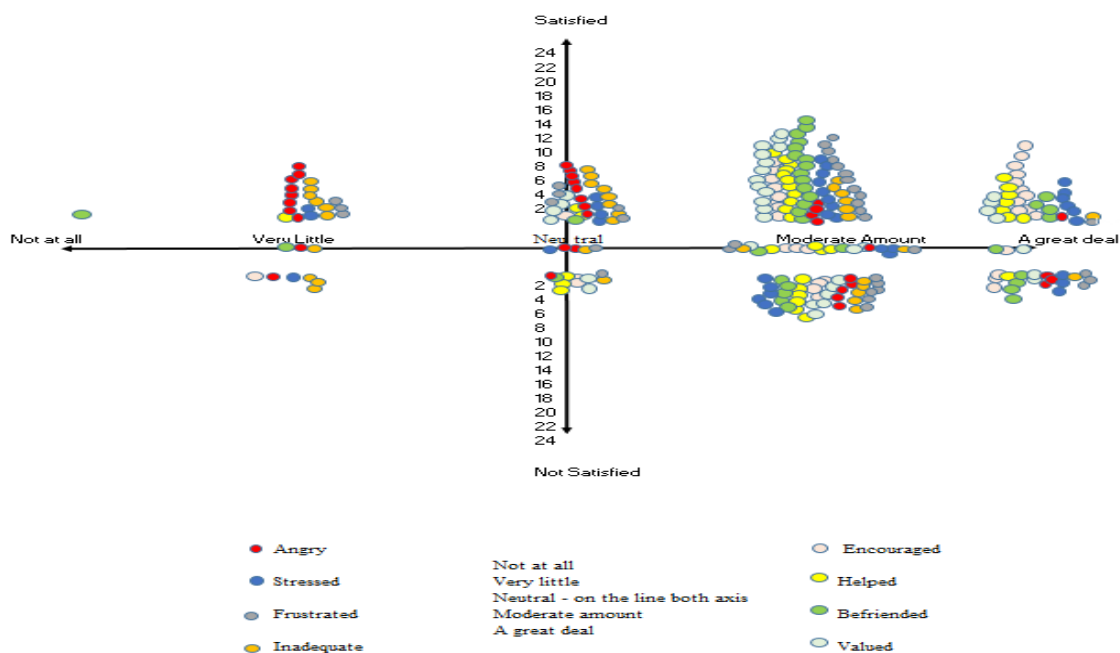 Satisfied
24
22
20
18
16
14
12
10
8
6
4
2
Not at all Very Little Neutral Moderate Amount A great deal
2
4
6
8
10
12
14
16
18
20
22
24
Not Satisfied
Angry
Stressed
Frustrated
Inadequate
Not at all
Very little
Neutral - on the line both axis
Moderate amount
A great deal
Encouraged
Helped
Befriended
Valued